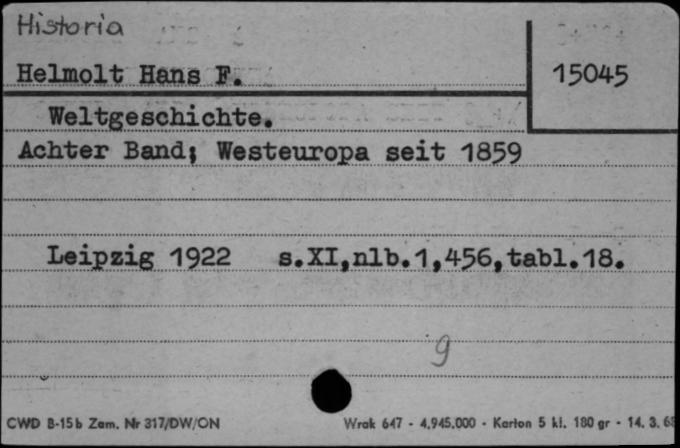 Historia
Helmolt Hans F.
15045
Weltgeschichte.
Achter Band; Westeuropa seit 1859
Leipzig 1922 s.XI,nlb.1,456,tabl.18.
9
CWD B-15b Zam. Nr 317/DW/ON Wrak 647 - 4.945.000 - Karton 5 kl. 180 gr - 14. 3. 68